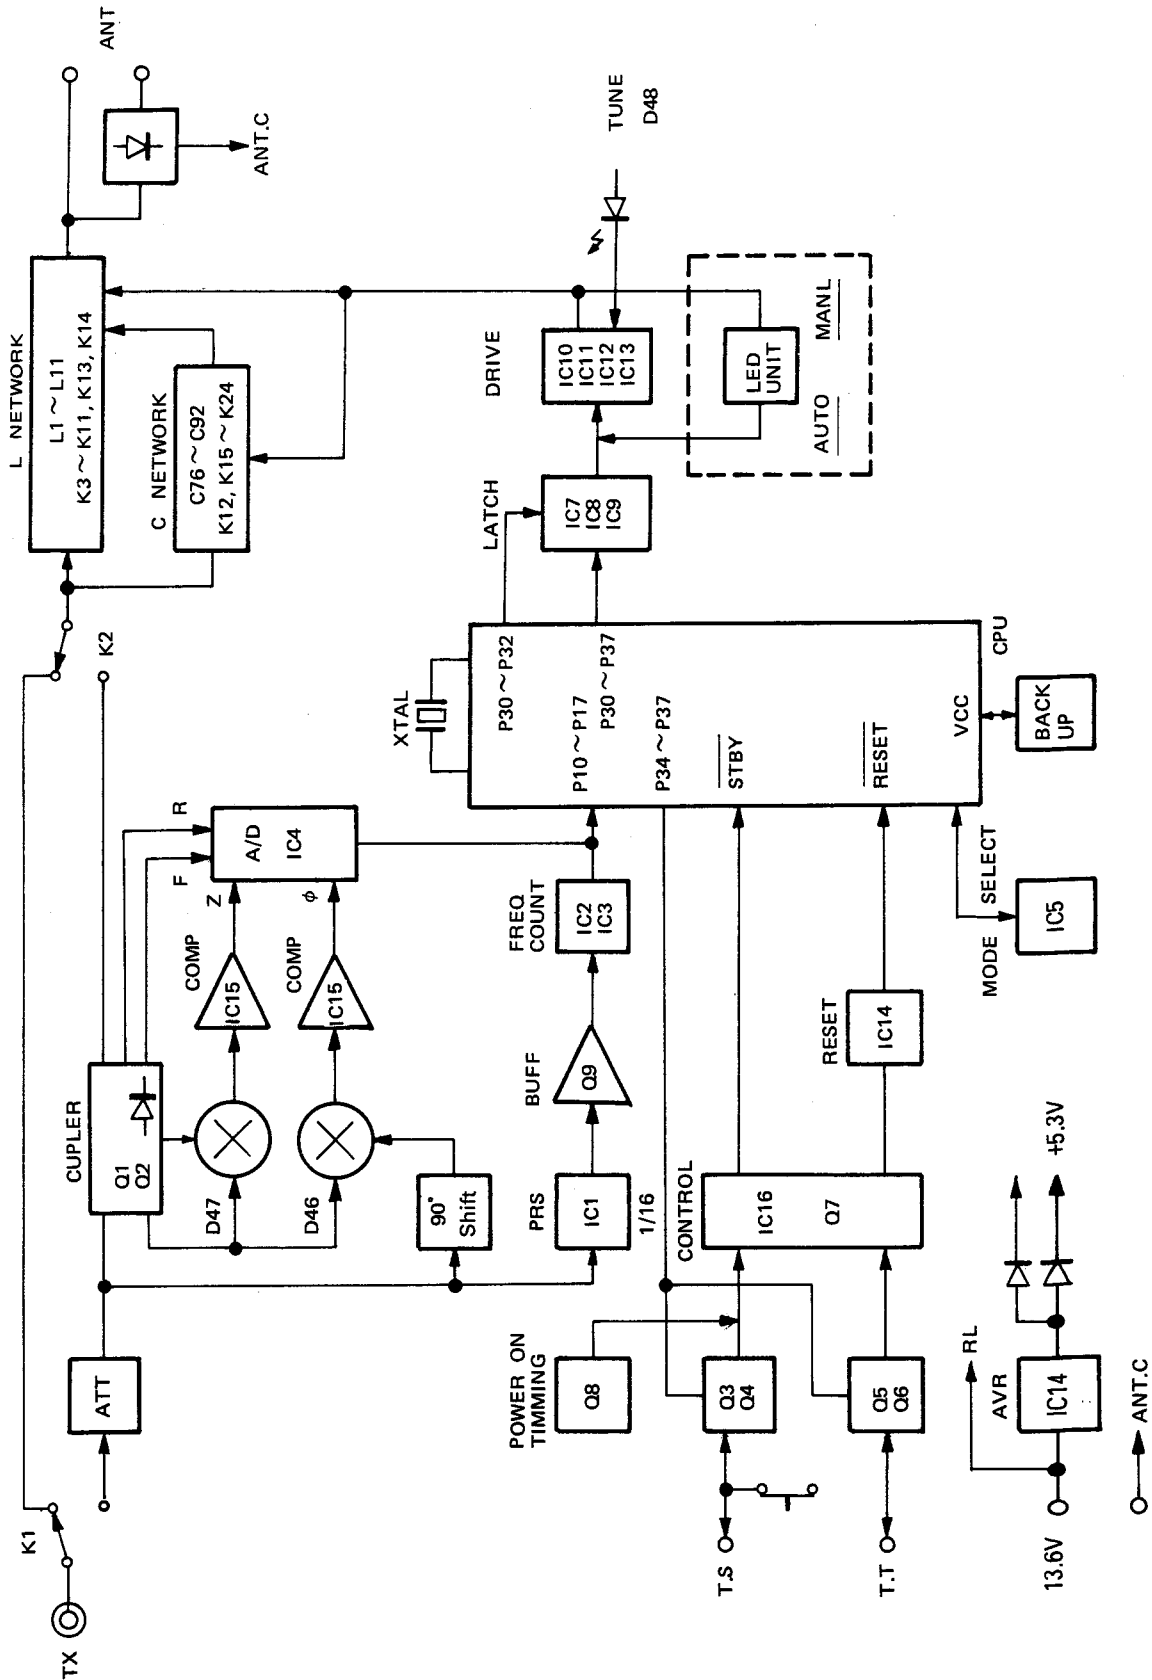 TX
K1
ATT
CUPLER
Q1
Q2
D47
D46
90°
Shift
COMP
IC15
COMP
IC15
Z
F
R
ϕ
A/D
IC4
K2
L NETWORK
L1 ~ L11
K3 ~ K11, K13, K14
C NETWORK
C76 ~ C92
K12, K15 ~ K24
ANT
ANT.C
PRS
IC1
1/16
BUFF
Q9
FREQ
COUNT
IC2
IC3
XTAL
P30 ~ P32
P10 ~ P17
P30 ~ P37
P34 ~ P37
STBY
RESET
VCC
CPU
LATCH
IC7
IC8
IC9
DRIVE
IC10
IC11
IC12
IC13
TUNE
D48
LED
UNIT
AUTO
MANL
POWER ON
TIMMING
Q8
Q3
Q4
Q5
Q6
CONTROL
IC16
Q7
RESET
IC14
MODE
SELECT
IC5
BACK
UP
T.S
T.T
13.6V
RL
AVR
IC14
+5.3V
ANT.C